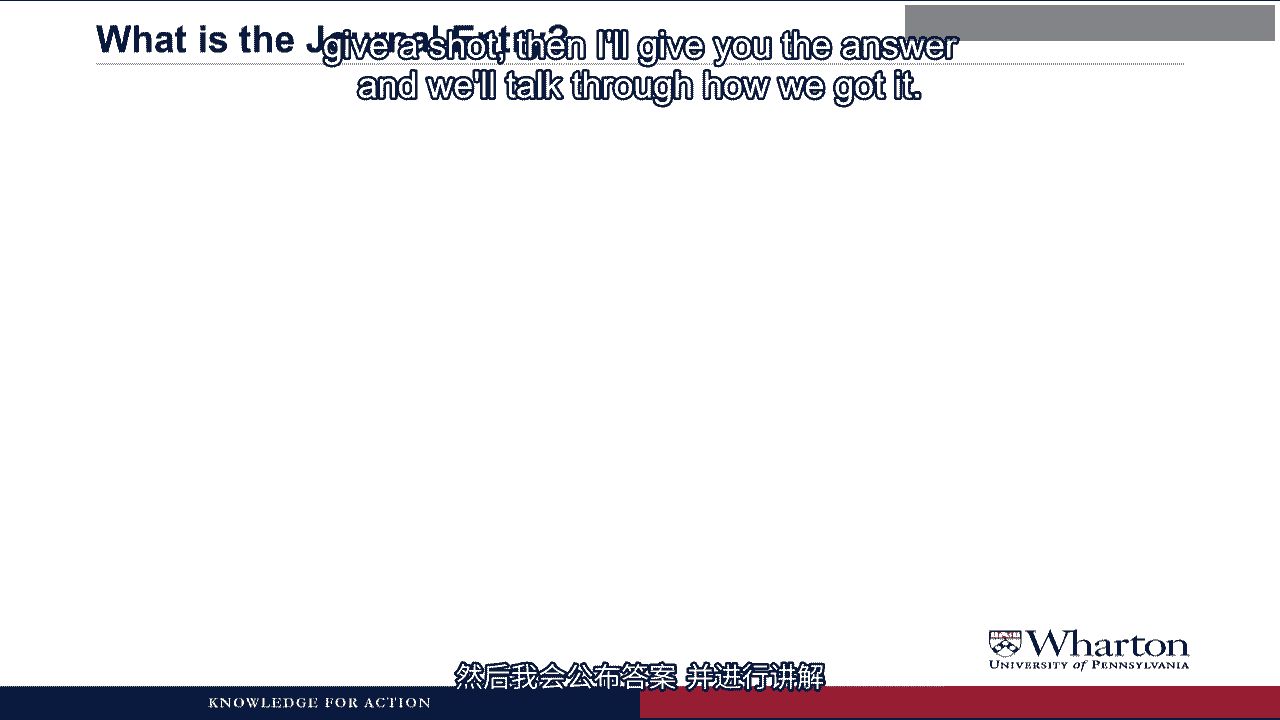 What is the Journal Entry?
give a shot, then I'll give you the answer
and we'll talk through how we got it.
Wharton
UNIVERSITY of PENNSYLVANIA
然后我会公布答案 并进行讲解
KNOWLEDGE FOR ACTION